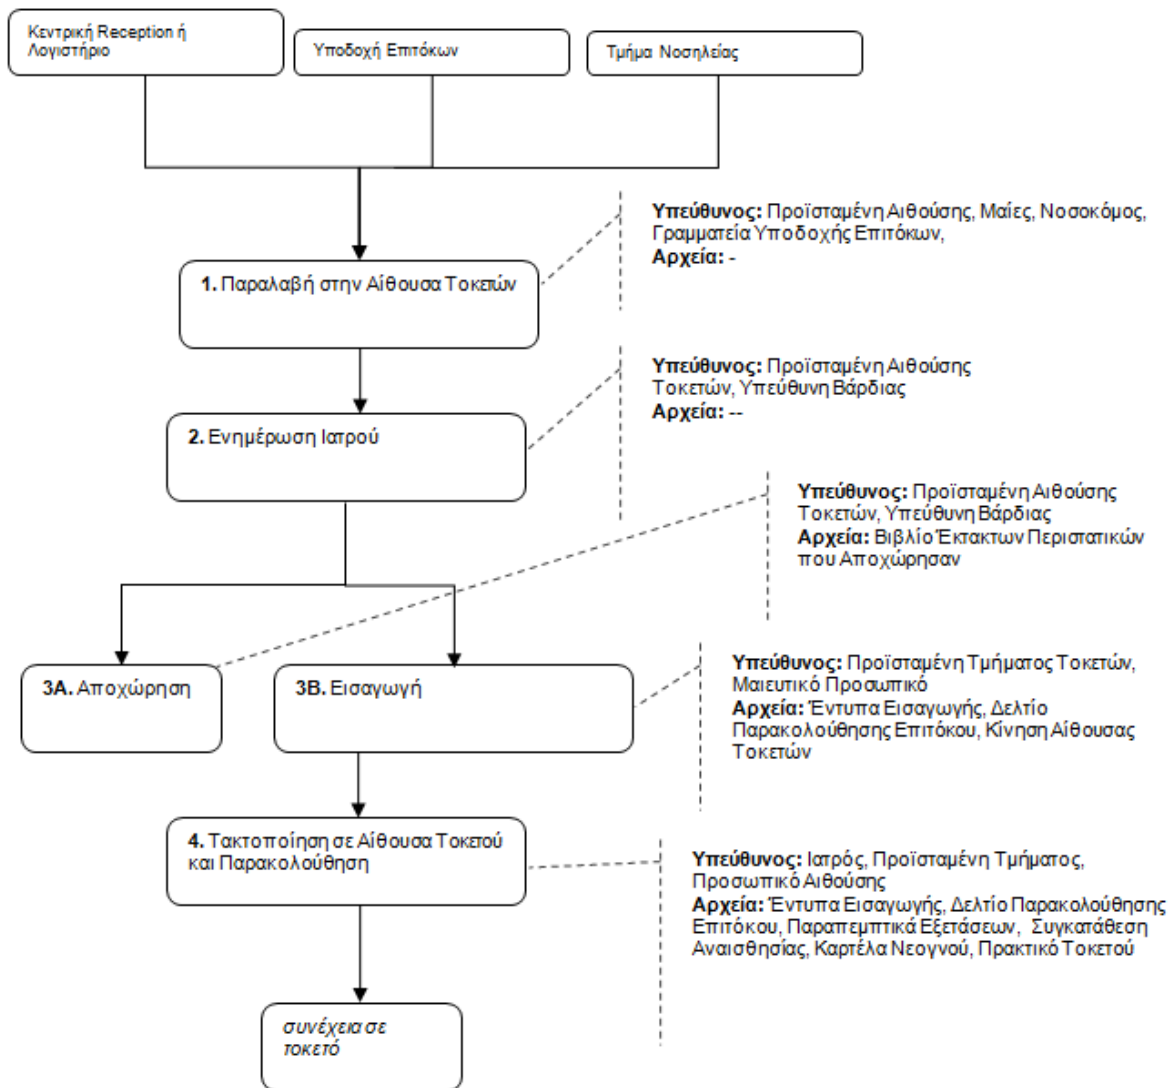 Κεντρική Reception ή
Λογιστήριο
Υποδοχή Επιτόκων
Τμήμα Νοσηλείας
Υπεύθυνος: Προϊσταμένη Αιθούσης, Μαίες, Νοσοκόμος,
Γραμματεία Υποδοχής Επιτόκων,
Αρχεία: -
1. Παραλαβή στην Αίθουσα Τοκετών
Υπεύθυνος: Προϊσταμένη Αιθούσης
Τοκετών, Υπεύθυνη Βάρδιας
Αρχεία: --
2. Ενημέρωση Ιατρού
Υπεύθυνος: Προϊσταμένη Αιθούσης
Τοκετών, Υπεύθυνη Βάρδιας
Αρχεία: Βιβλίο Έκτακτων Περιστατικών
που Αποχώρησαν
3Α. Αποχώρηση
3Β. Εισαγωγή
Υπεύθυνος: Προϊσταμένη Τμήματος Τοκετών,
Μαιευτικό Προσωπικό
Αρχεία: Έντυπα Εισαγωγής, Δελτίο
Παρακολούθησης Επιτόκου, Κίνηση Αίθουσας
Τοκετών
4. Τακτοποίηση σε Αίθουσα Τοκετού
και Παρακολούθηση
Υπεύθυνος: Ιατρός, Προϊσταμένη Τμήματος,
Προσωπικό Αιθούσης
Αρχεία: Έντυπα Εισαγωγής, Δελτίο Παρακολούθησης
Επιτόκου, Παραπεμπτικά Εξετάσεων, Συγκατάθεση
Αναισθησίας, Καρτέλα Νεογνού, Πρακτικό Τοκετού
συνέχεια σε
τοκετό